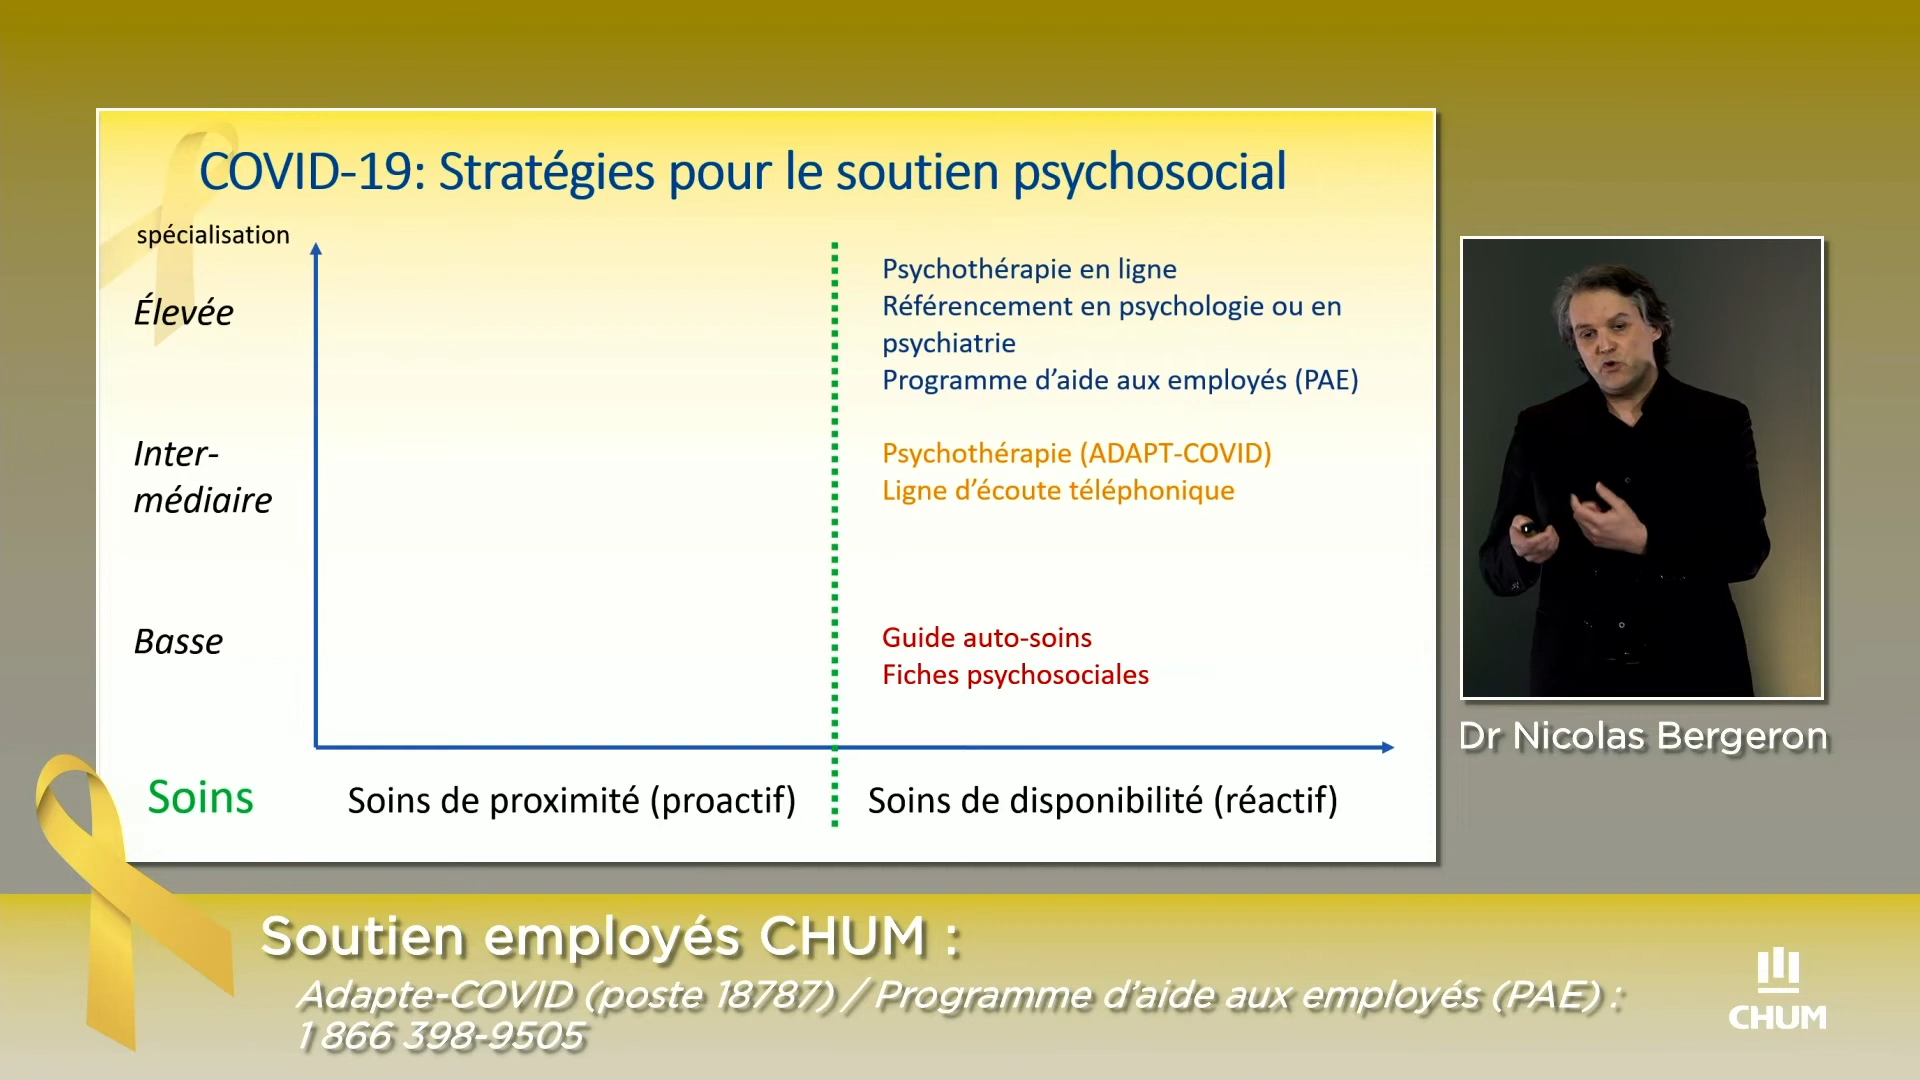 COVID-19: Stratégies pour le soutien psychosocial
spécialisation
Élevée
Psychothérapie en ligne
Référencement en psychologie ou en
psychiatrie
Programme d’aide aux employés (PAE)
Inter-
médiaire
Psychothérapie (ADAPT-COVID)
Ligne d’écoute téléphonique
Basse
Guide auto-soins
Fiches psychosociales
Soins
Soins de proximité (proactif)
Soins de disponibilité (réactif)
Dr Nicolas Bergeron
Soutien employés CHUM :
Adapte-COVID (poste 18787) / Programme d’aide aux employés (PAE) :
1 866 398-9505
CHUM